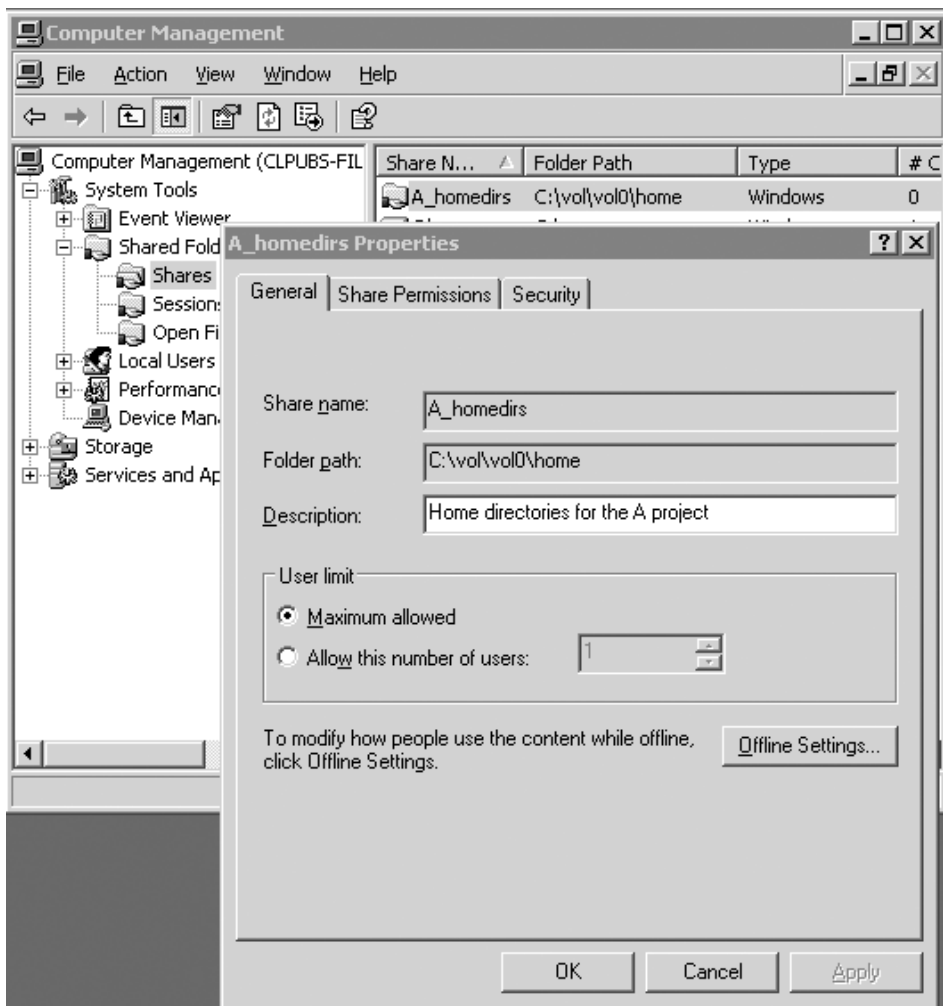 Computer Management
File Action View Window Help
Computer Management (CLPUBS-FIL
System Tools
Event Viewer
Shared Fold
Shares
Sessions
Open Fi
Local Users
Performanc
Device Man
Storage
Services and Ap
Share N... Folder Path Type # C
A_homedirs C:\vol\vol0\home Windows 0
A_homedirs Properties
General Share Permissions Security
Share name: A_homedirs
Folder path: C:\vol\vol0\home
Description: Home directories for the A project
User limit
Maximum allowed
Allow this number of users: 1
To modify how people use the content while offline,
click Offline Settings.
Offline Settings...
OK Cancel Apply